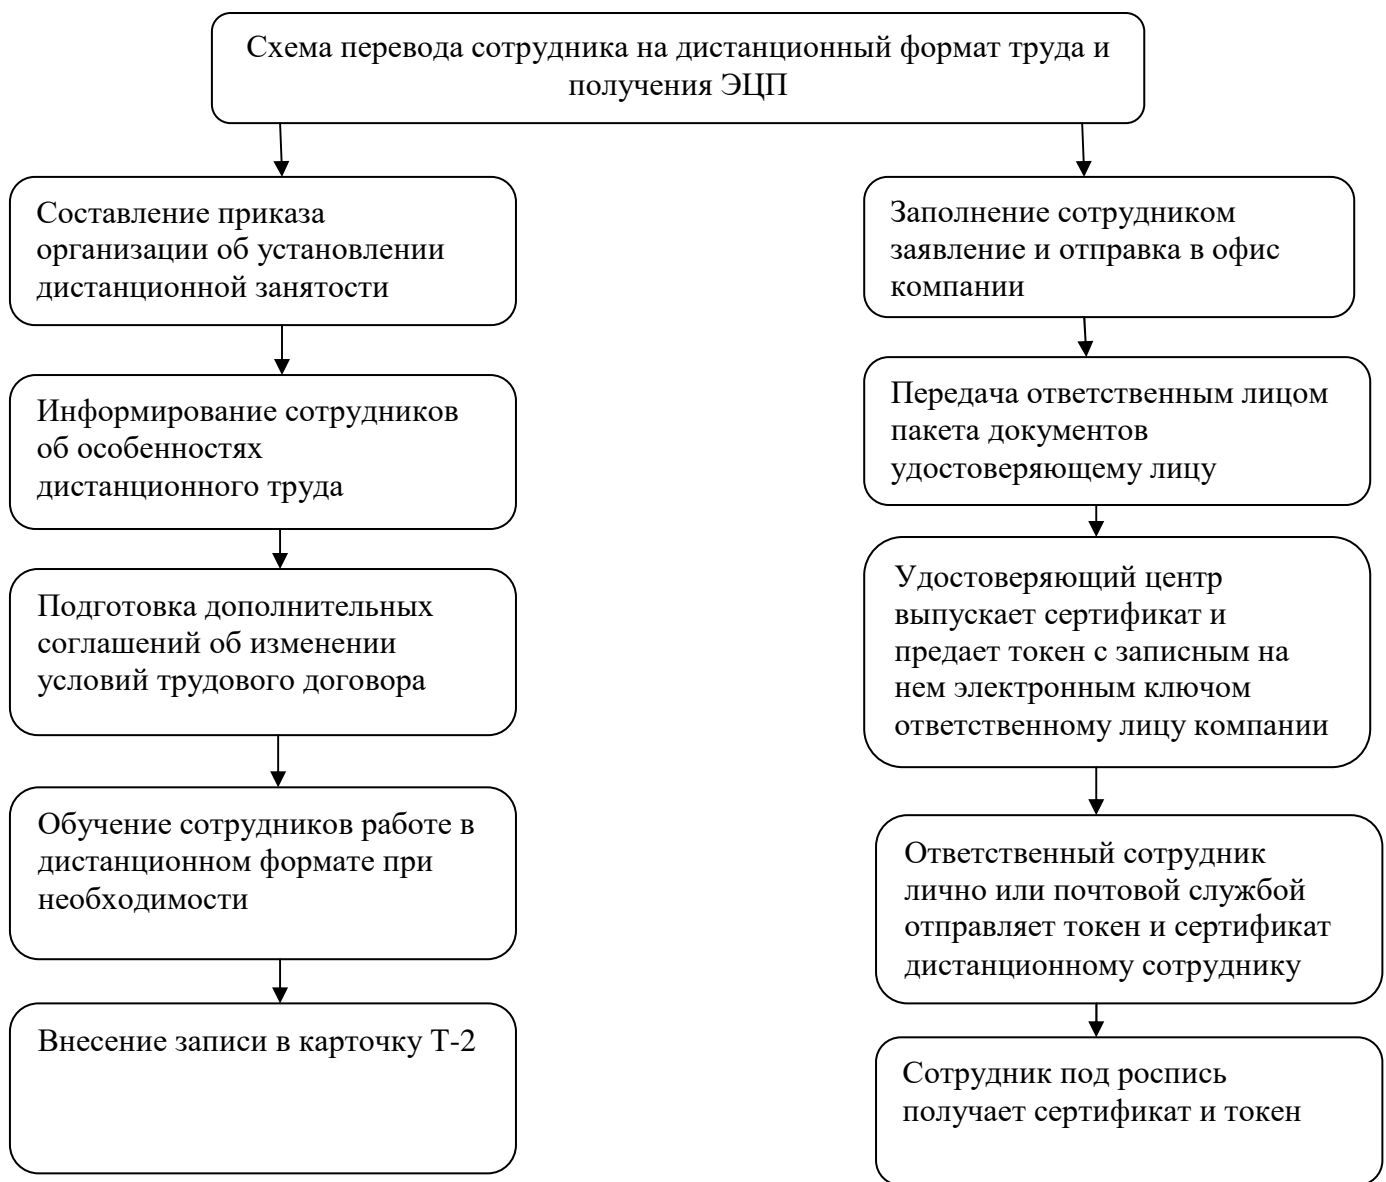 Схема перевода сотрудника на дистанционный формат труда и
получения ЭЦП
Составление приказа
организации об установлении
дистанционной занятости
Информирование сотрудников
об особенностях
дистанционного труда
Подготовка дополнительных
соглашений об изменении
условий трудового договора
Обучение сотрудников работе в
дистанционном формате при
необходимости
Внесение записи в карточку Т-2
Заполнение сотрудником
заявление и отправка в офис
компании
Передача ответственным лицом
пакета документов
удостоверяющему лицу
Удостоверяющий центр
выпускает сертификат и
предает токен с записным на
нем электронным ключом
ответственному лицу компании
Ответственный сотрудник
лично или почтовой службой
отправляет токен и сертификат
дистанционному сотруднику
Сотрудник под роспись
получает сертификат и токен